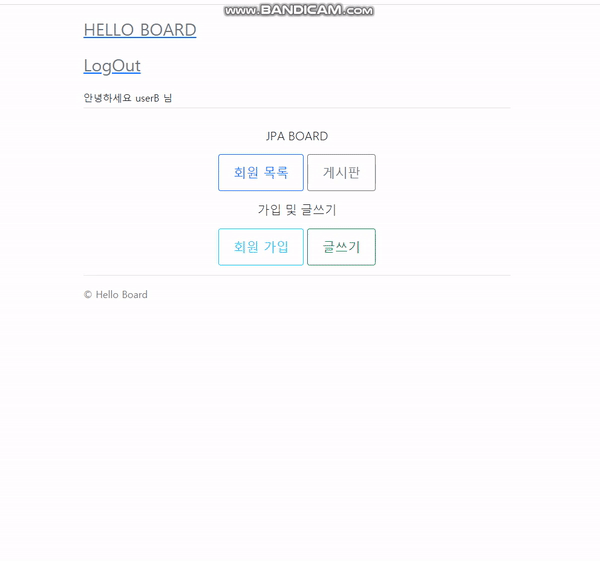 www.BANDICAM.com
HELLO BOARD
LogOut
안녕하세요 userB 님
JPA BOARD
회원 목록 게시판
가입 및 글쓰기
회원 가입 글쓰기
© Hello Board